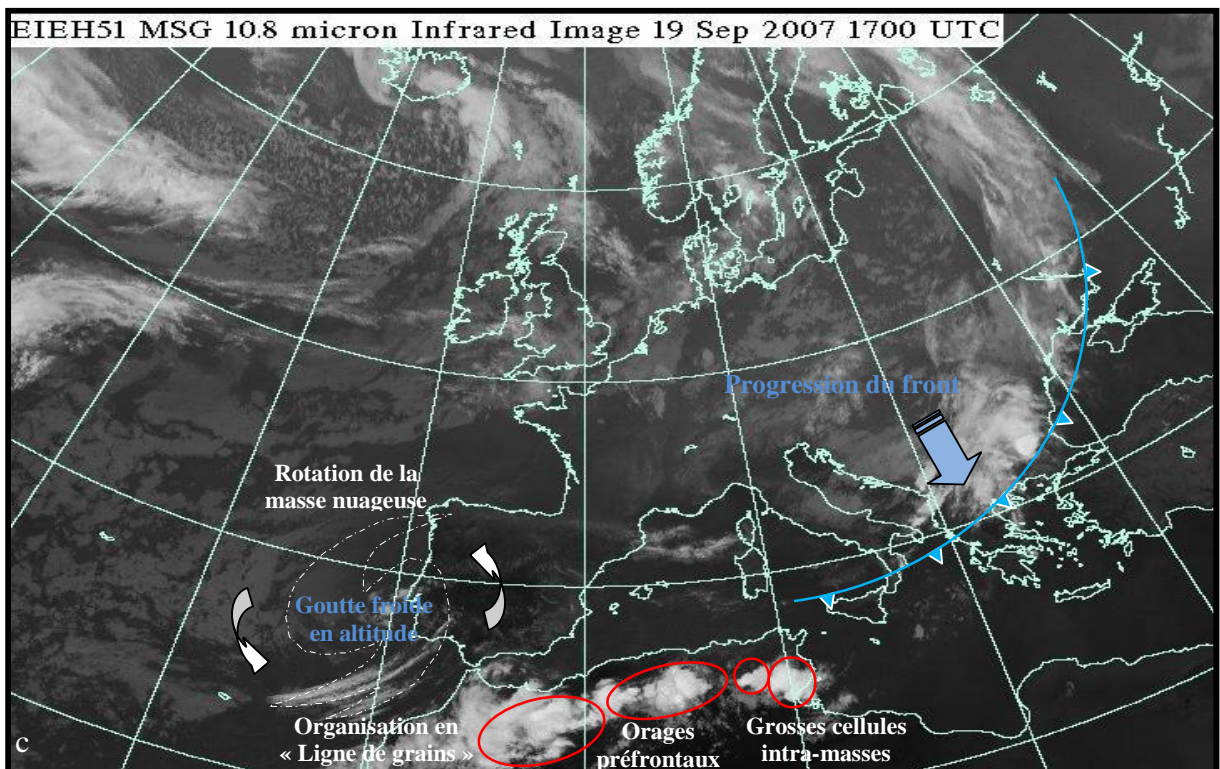 EIEH51 MSG 10.8 micron Infrared Image 19 Sep 2007 1700 UTC
Progression du front
Rotation de la
masse nuageuse
Goutte froide
en altitude
Organisation en
« Ligne de grains »
Orages
préfrontaux
Grosses cellules
intra-masses
c